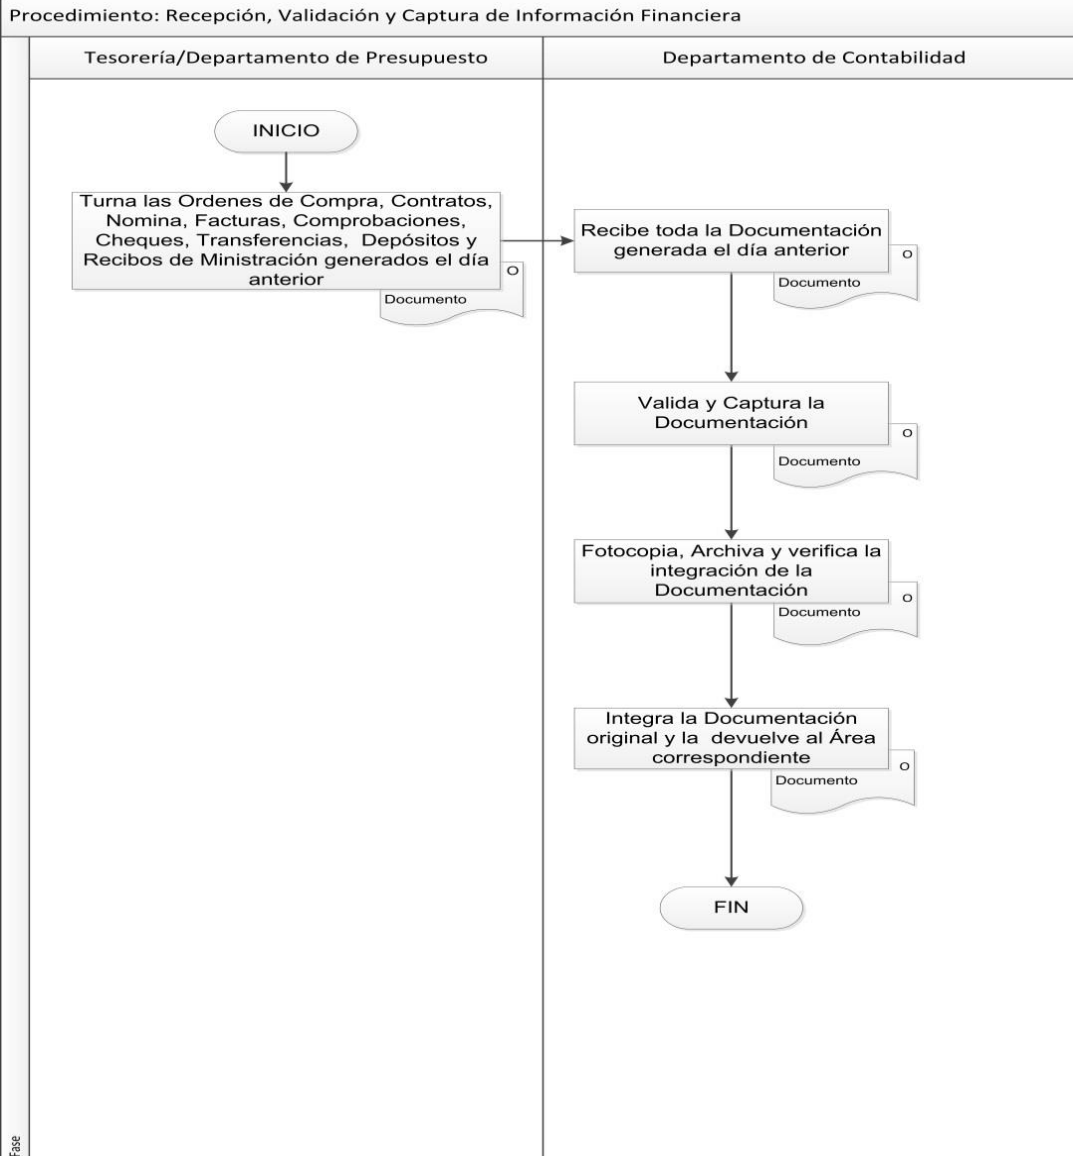 Procedimiento: Recepción, Validación y Captura de Información Financiera
Tesorería/Departamento de Presupuesto
Departamento de Contabilidad
INICIO
Turna las Ordenes de Compra, Contratos,
Nomina, Facturas, Comprobaciones,
Cheques, Transferencias, Depósitos y
Recibos de Ministración generados el día
anterior
O
Documento
Recibe toda la Documentación
generada el día anterior
O
Documento
Valida y Captura la
Documentación
O
Documento
Fotocopia, Archiva y verifica la
integración de la
Documentación
O
Documento
Integra la Documentación
original y la devuelve al Área
correspondiente
O
Documento
FIN
Fase